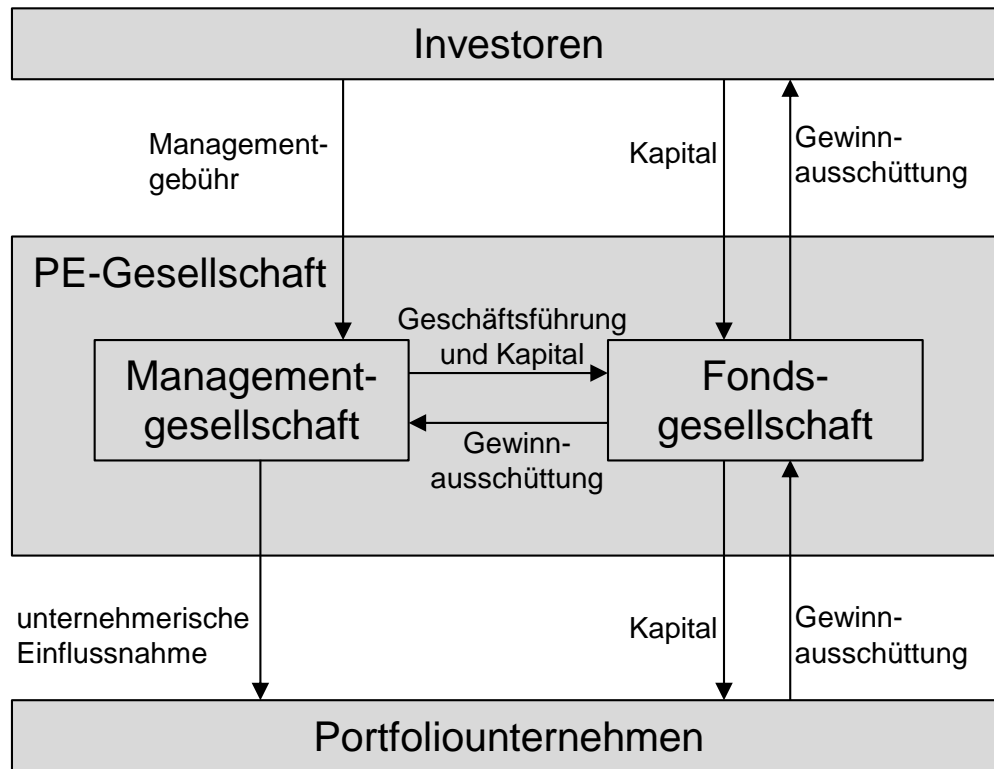 Investoren
Management-
gebühr
Kapital
Gewinn-
ausschüttung
PE-Gesellschaft
Geschäftsführung
und Kapital
Management-
gesellschaft
Fonds-
gesellschaft
Gewinn-
ausschüttung
unternehmerische
Einflussnahme
Kapital
Gewinn-
ausschüttung
Portfoliounternehmen